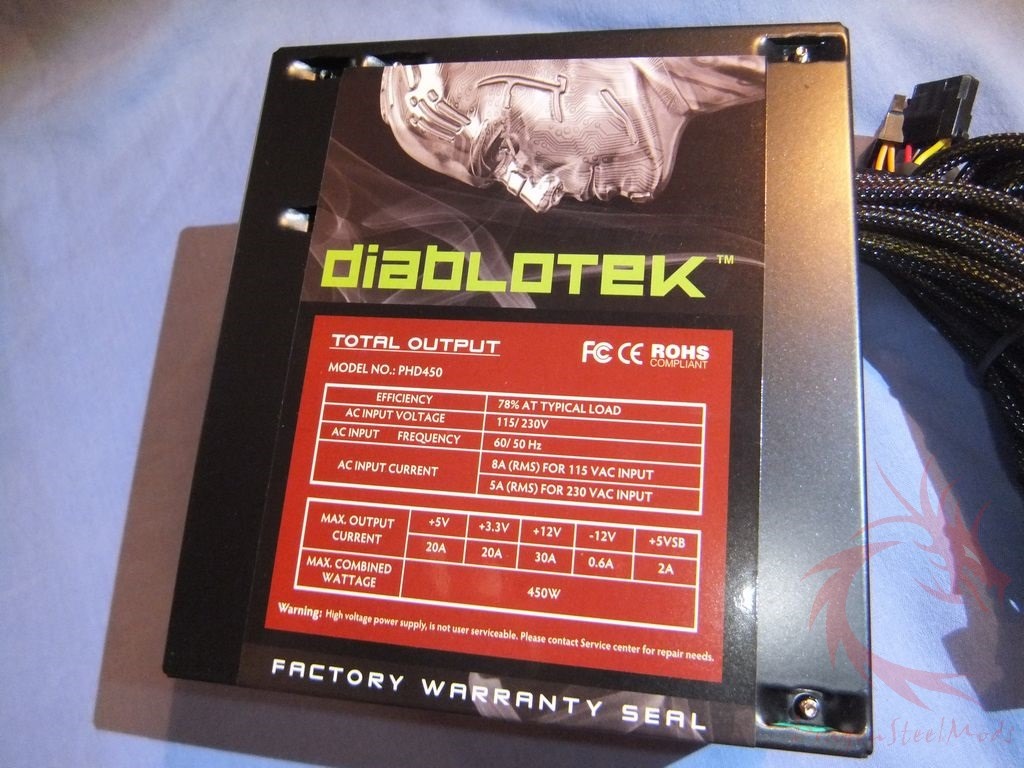 diablotek™
TOTAL OUTPUT
FC CE ROHS
COMPLIANT
MODEL NO.: PHD450
EFFICIENCY 78% AT TYPICAL LOAD
AC INPUT VOLTAGE 115/ 230V
AC INPUT FREQUENCY 60/ 50 Hz
AC INPUT CURRENT 8A (RMS) FOR 115 VAC INPUT
5A (RMS) FOR 230 VAC INPUT
MAX. OUTPUT CURRENT +5V +3.3V +12V -12V +5VSB
20A 20A 30A 0.6A 2A
MAX. COMBINED WATTAGE 450W
Warning: High voltage power supply, is not user serviceable. Please contact Service center for repair needs.
FACTORY WARRANTY SEAL